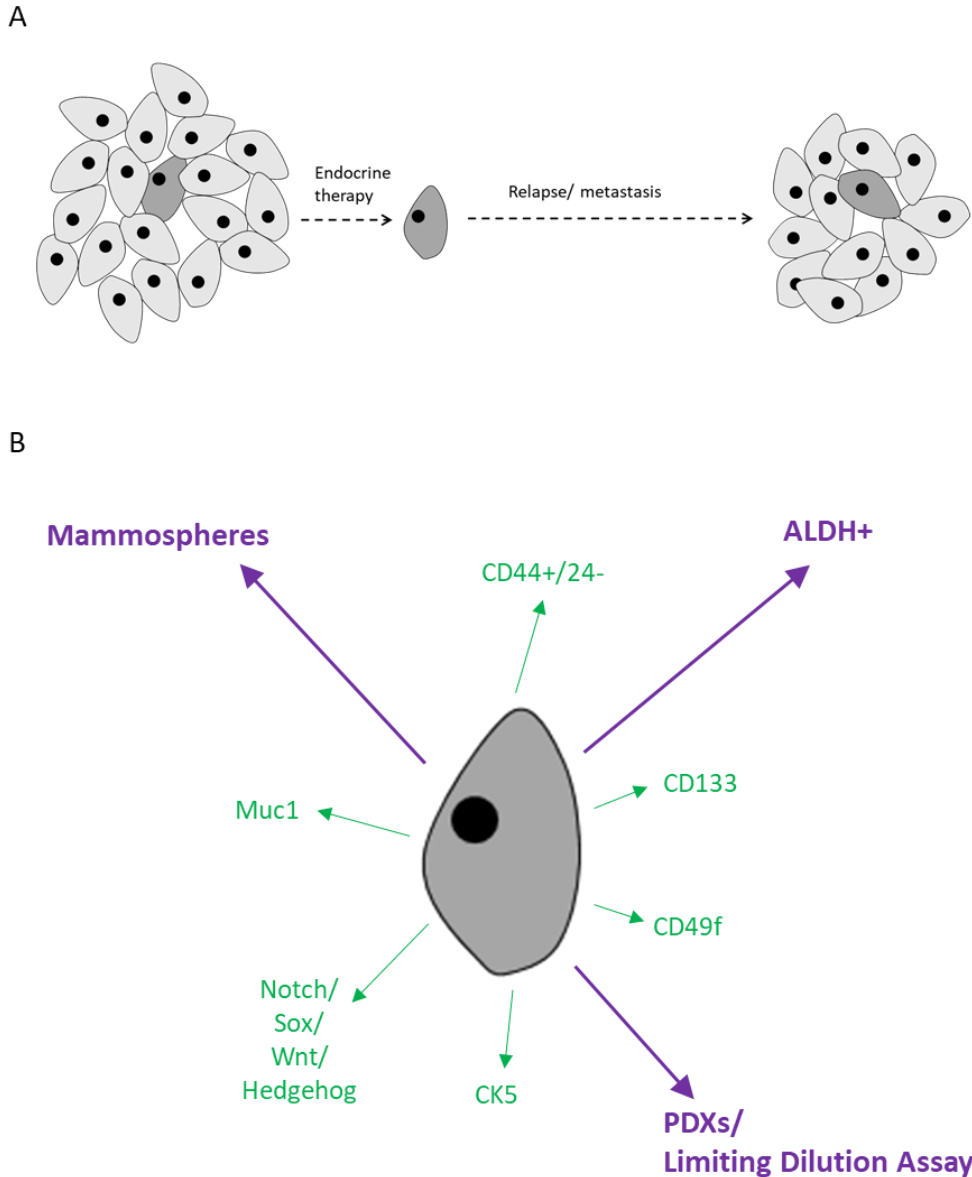 A
Endocrine
therapy
Relapse/ metastasis
B
Mammospheres
ALDH+
CD44+/24-
CD133
Muc1
CD49f
Notch/
Sox/
Wnt/
Hedgehog
CK5
PDXs/
Limiting Dilution Assay